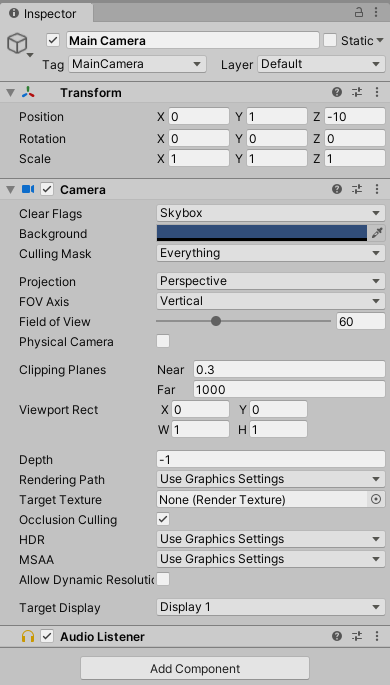 Inspector
Main Camera Static
Tag MainCamera Layer Default
Transform
Position X 0 Y 1 Z -10
Rotation X 0 Y 0 Z 0
Scale X 1 Y 1 Z 1
Camera
Clear Flags Skybox
Background
Culling Mask Everything
Projection Perspective
FOV Axis Vertical
Field of View 60
Physical Camera
Clipping Planes Near 0.3
Far 1000
Viewport Rect X 0 Y 0
W 1 H 1
Depth -1
Rendering Path Use Graphics Settings
Target Texture None (Render Texture)
Occlusion Culling
HDR Use Graphics Settings
MSAA Use Graphics Settings
Allow Dynamic Resolutic
Target Display Display 1
Audio Listener
Add Component